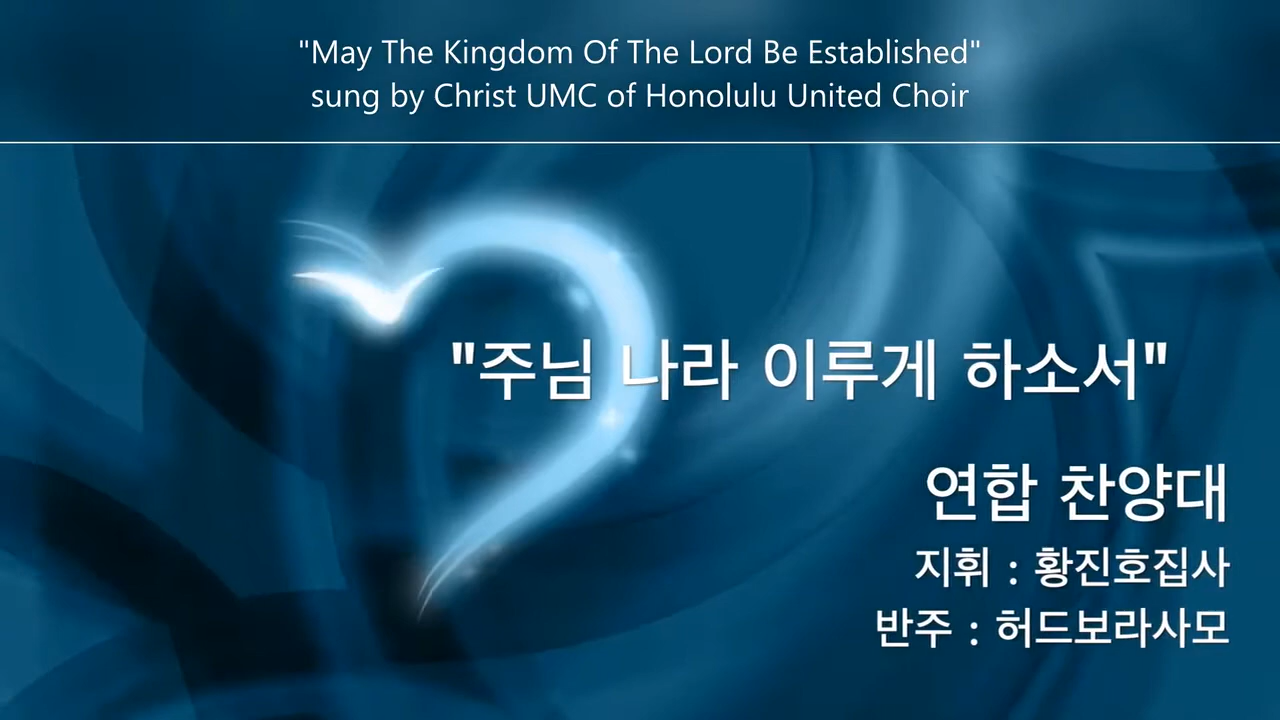 "May The Kingdom Of The Lord Be Established"
sung by Christ UMC of Honolulu United Choir
"주님 나라 이루게 하소서"
연합 찬양대
지휘 : 황진호집사
반주 : 허드보라사모